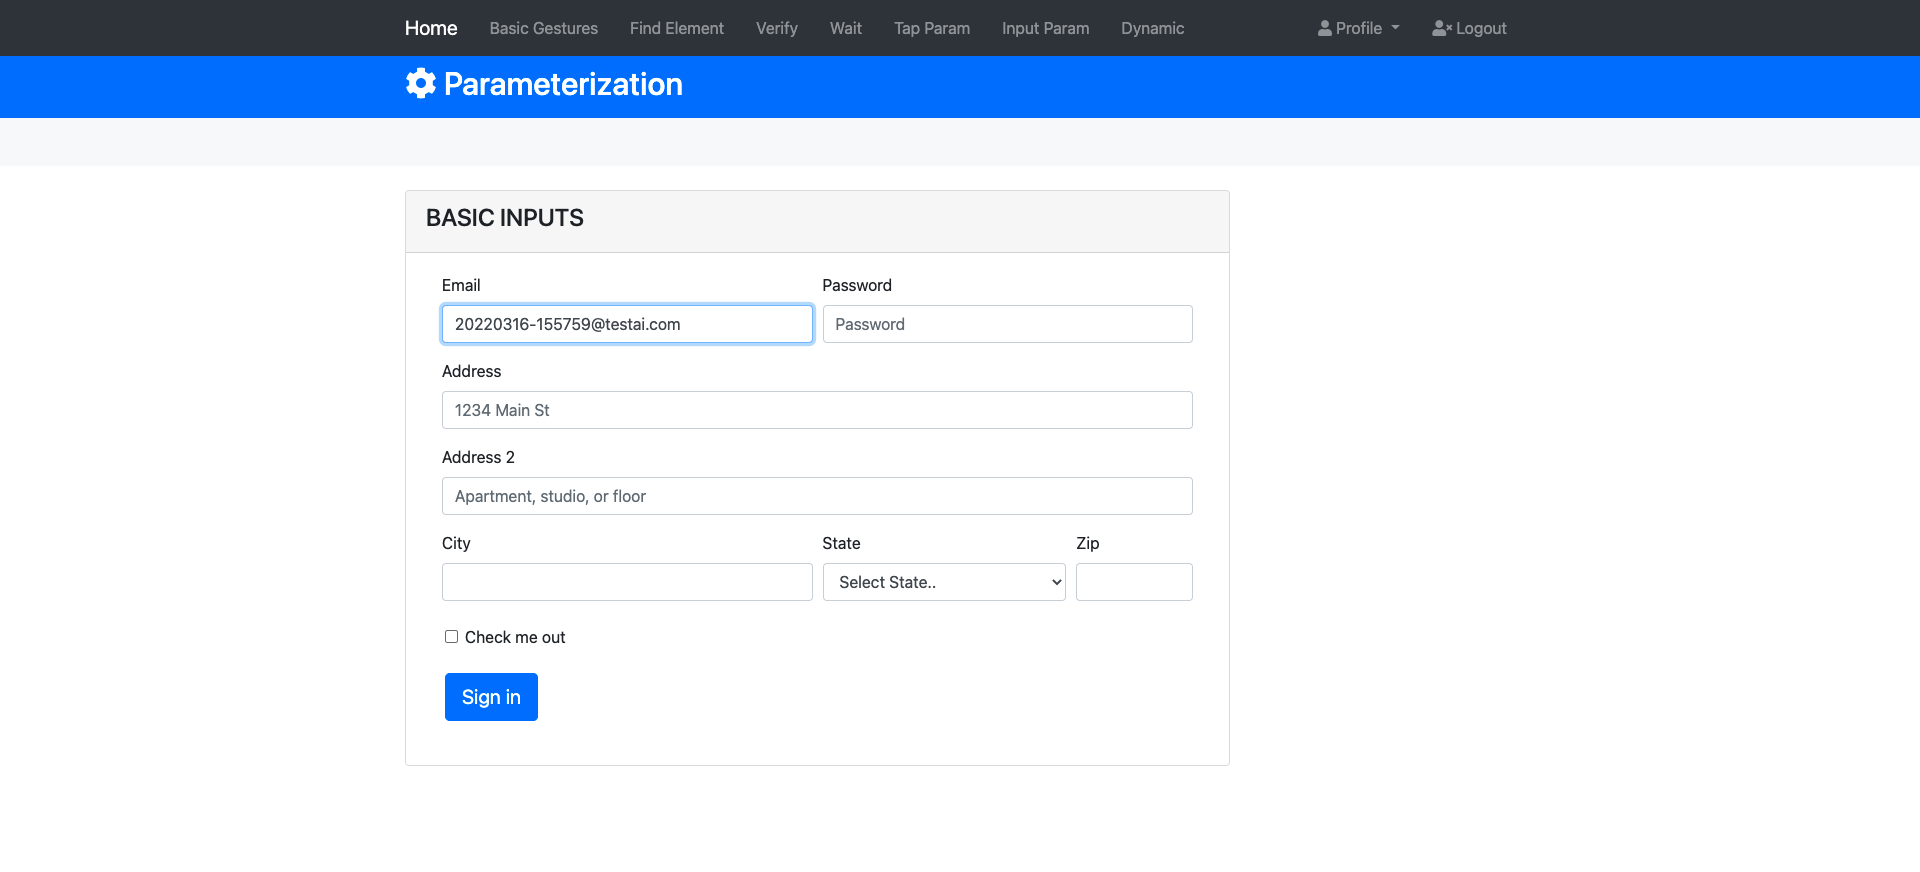 Home Basic Gestures Find Element Verify Wait Tap Param Input Param Dynamic Profile Logout
Parameterization
BASIC INPUTS
Email Password
20220316-155759@testai.com Password
Address
1234 Main St
Address 2
Apartment, studio, or floor
City State Zip
Select State..
Check me out
Sign in